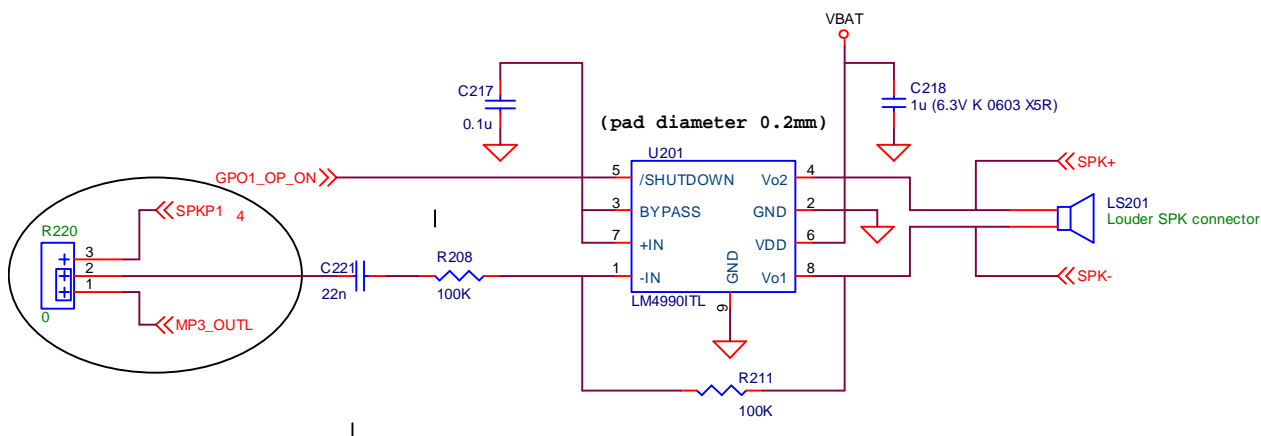 VBAT
C217
0.1u
C218
1u (6.3V K 0603 X5R)
(pad diameter 0.2mm)
U201
GPO1_OP_ON
5
/SHUTDOWN
Vo2
4
SPK+
SPKP1
4
3
BYPASS
GND
2
LS201
Louder SPK connector
R220
7
+IN
VDD
6
3
2
1
C221
22n
R208
100K
1
-IN
GND
Vo1
8
SPK-
0
MP3_OUTL
LM4990ITL
9
R211
100K